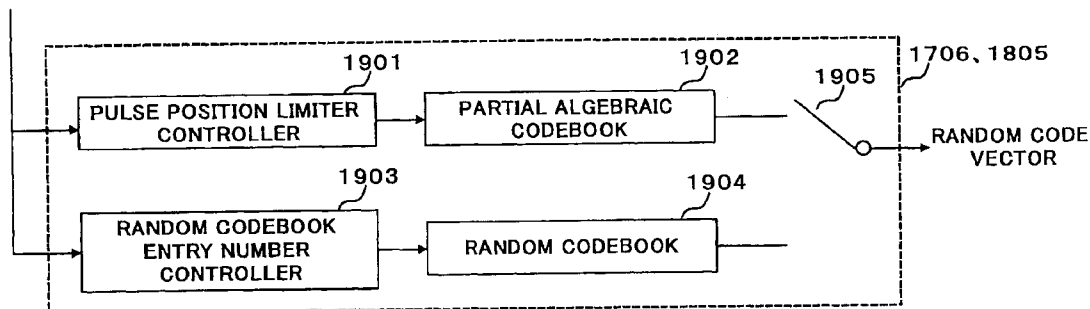 1901
PULSE POSITION LIMITER
CONTROLLER
1902
PARTIAL ALGEBRAIC
CODEBOOK
1905
1706、1805
RANDOM CODE
VECTOR
1903
RANDOM CODEBOOK
ENTRY NUMBER
CONTROLLER
1904
RANDOM CODEBOOK